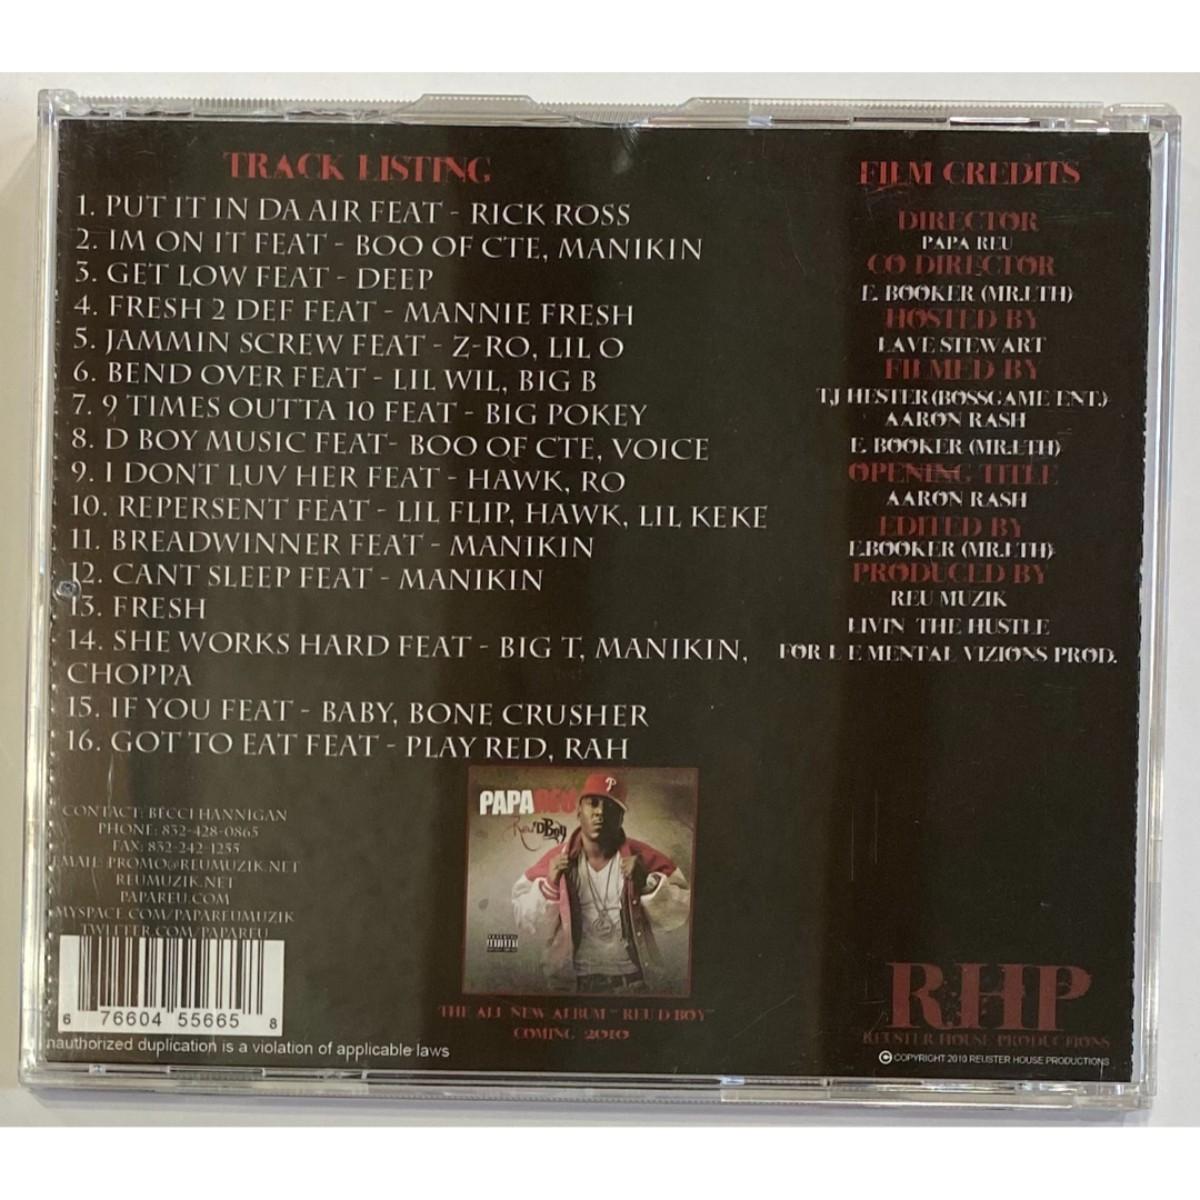 TRACK LISTING
1. PUT IT IN DA AIR FEAT - RICK ROSS
2. IM ON IT FEAT - BOO OF CTE, MANIKIN
3. GET LOW FEAT - DEEP
4. FRESH 2 DEF FEAT - MANNIE FRESH
5. JAMMIN SCREW FEAT - Z-RO, LIL O
6. BEND OVER FEAT - LIL WIL, BIG B
7. 9 TIMES OUTTA 10 FEAT - BIG POKEY
8. D BOY MUSIC FEAT- BOO OF CTE, VOICE
9. I DONT LUV HER FEAT - HAWK, RO
10. REPERSENT FEAT - LIL FLIP, HAWK, LIL KEKE
11. BREADWINNER FEAT - MANIKIN
12. CANT SLEEP FEAT - MANIKIN
13. FRESH
14. SHE WORKS HARD FEAT - BIG T, MANIKIN,
CHOPPA
15. IF YOU FEAT - BABY, BONE CRUSHER
16. GOT TO EAT FEAT - PLAY RED, RAH
FILM CREDITS
DIRECTOR
PAPA REU
CO DIRECTOR
E. BOOKER (MR.LTH)
HOSTED BY
LAVE STEWART
FILMED BY
T.J HESTER (BOSSGAME ENT.)
AARON RASH
E. BOOKER (MR.LTH)
OPENING TITLE
AARON RASH
EDITED BY
E.BOOKER (MR.LTH)
PRODUCED BY
REU MUZIK
LIVIN THE HUSTLE
FOR L E MENTAL VIZIONS PROD.
CONTACT: BECCI HANNIGAN
PHONE: 832-428-0865
FAX: 832-242-1255
EMAIL: PROMO@REUMUZIK.NET
REUMUZIK.NET
PAPAREU.COM
MYSPACE.COM/PAPAREUMUZIK
TWITTER.COM/PAPAREU
6 76604 55665 8
nauthorized duplication is a violation of applicable laws
PAPA REU
Reu D Boy
THE ALL NEW ALBUM "REU D BOY"
COMING 2010
RHP
REUSTER HOUSE PRODUCTIONS
© COPYRIGHT 2010 REUSTER HOUSE PRODUCTIONS